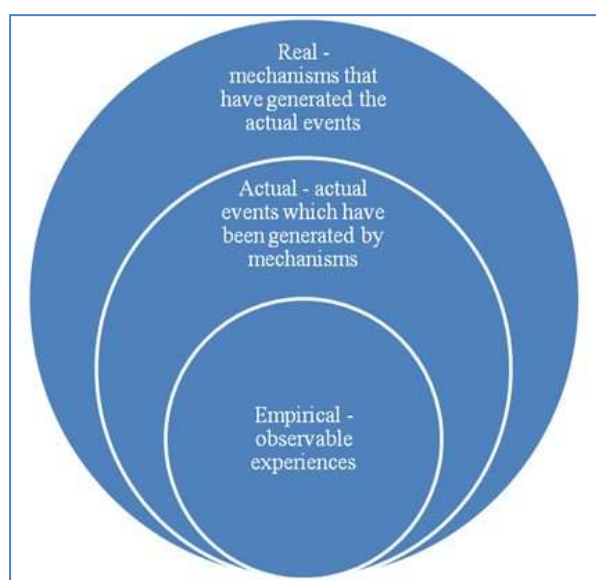 Real -
mechanisms that
have generated the
actual events
Actual - actual
events which have
been generated by
mechanisms
Empirical -
observable
experiences